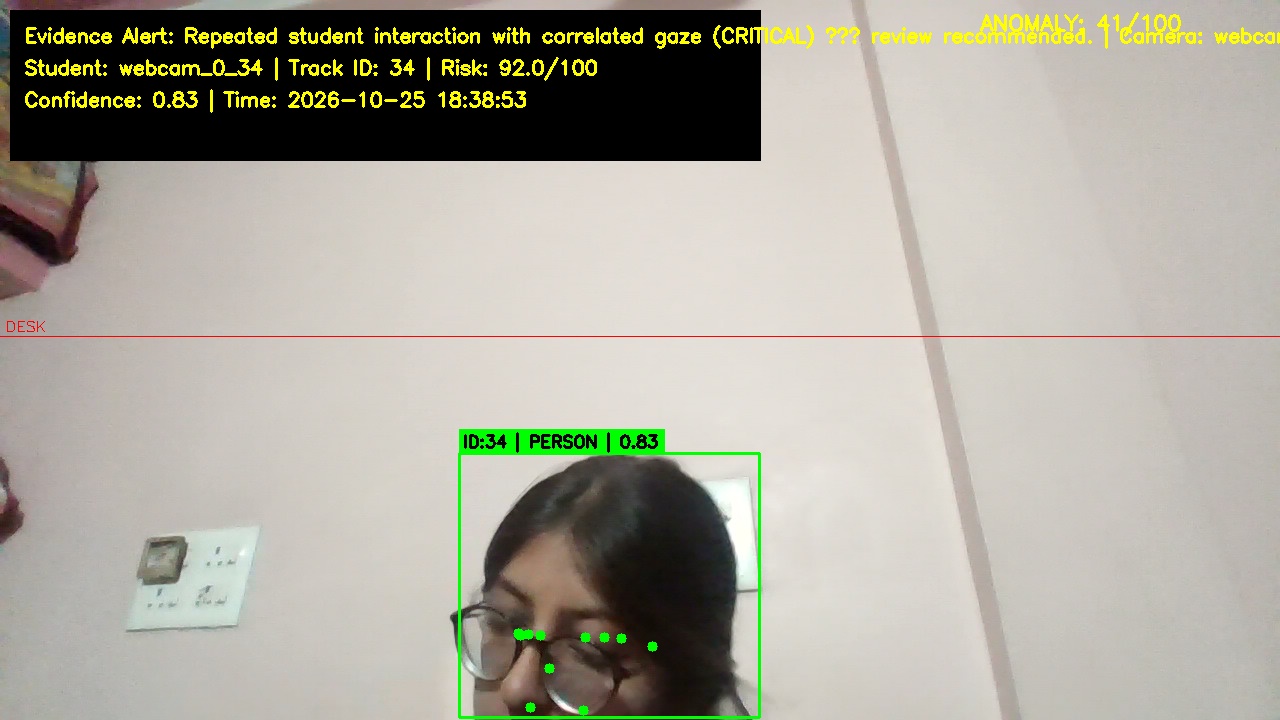 ANOMALY: 41/100
Evidence Alert: Repeated student interaction with correlated gaze (CRITICAL) ??? review recommended. | Camera: webca
Student: webcam_0_34 | Track ID: 34 | Risk: 92.0/100
Confidence: 0.83 | Time: 2026-10-25 18:38:53
DESK
ID:34 | PERSON | 0.83